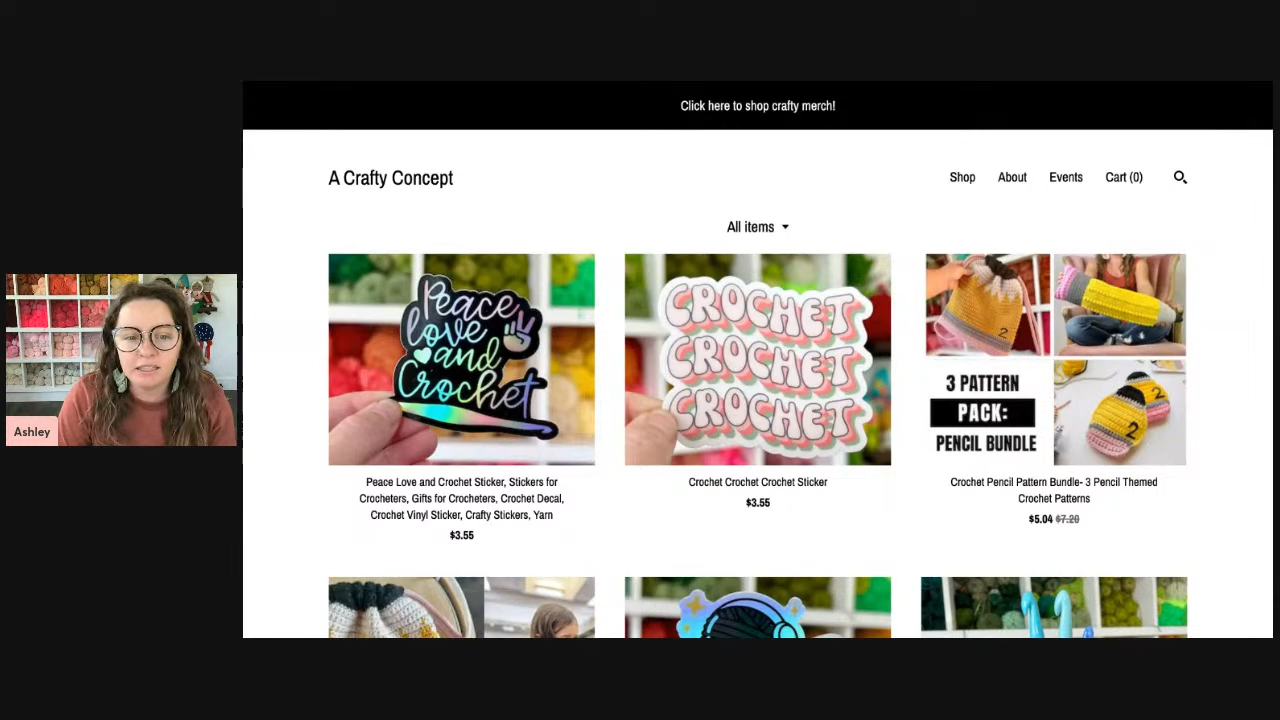 Click here to shop crafty merch!
A Crafty Concept
Shop About Events Cart (0)
All items
Peace
love
and
Crochet
CROCHET
CROCHET
CROCHET
2
3 PATTERN
PACK:
PENCIL BUNDLE
2
2
Peace Love and Crochet Sticker, Stickers for
Crocheters, Gifts for Crocheters, Crochet Decal,
Crochet Vinyl Sticker, Crafty Stickers, Yarn
$3.55
Crochet Crochet Crochet Sticker
$3.55
Crochet Pencil Pattern Bundle- 3 Pencil Themed
Crochet Patterns
$5.04 $7.20
Ashley